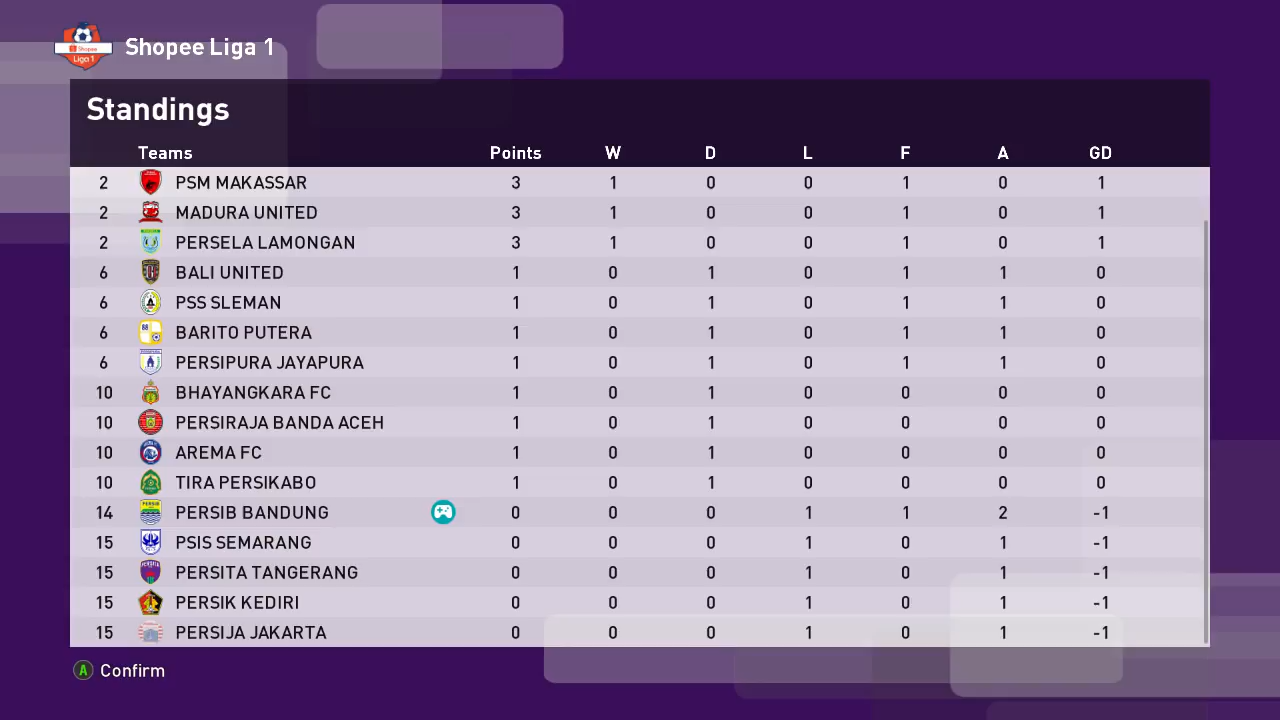 Shopee Liga 1
Shopee
Liga 1
Standings
Teams Points W D L F A GD
2 PSM MAKASSAR 3 1 0 0 1 0 1
2 MADURA UNITED 3 1 0 0 1 0 1
2 PERSELA LAMONGAN 3 1 0 0 1 0 1
6 BALI UNITED 1 0 1 0 1 1 0
6 PSS SLEMAN 1 0 1 0 1 1 0
6 BARITO PUTERA 1 0 1 0 1 1 0
6 PERSIPURA JAYAPURA 1 0 1 0 1 1 0
10 BHAYANGKARA FC 1 0 1 0 0 0 0
10 PERSIRAJA BANDA ACEH 1 0 1 0 0 0 0
10 AREMA FC 1 0 1 0 0 0 0
10 TIRA PERSIKABO 1 0 1 0 0 0 0
14 PERSIB BANDUNG 0 0 0 1 1 2 -1
15 PSIS SEMARANG 0 0 0 1 0 1 -1
15 PERSITA TANGERANG 0 0 0 1 0 1 -1
15 PERSIK KEDIRI 0 0 0 1 0 1 -1
15 PERSIJA JAKARTA 0 0 0 1 0 1 -1
A Confirm